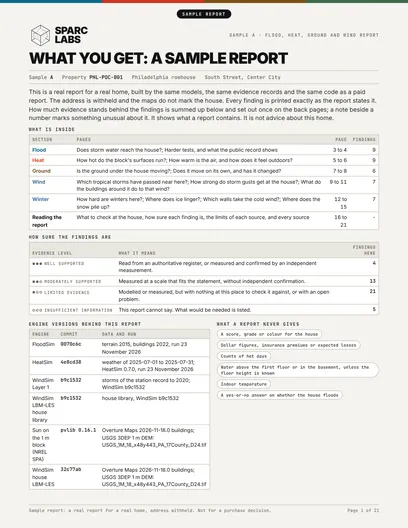 SAMPLE REPORT
SPARC
LABS
SAMPLE A · FLOOD, HEAT, GROUND AND WIND REPORT
WHAT YOU GET: A SAMPLE REPORT
Sample A Property PHL-POC-001 Philadelphia rowhouse South Street, Center City
This is a real report for a real home, built by the same models, the same evidence records and the same code as a paid
report. The address is withheld and the maps do not mark the house. Every finding is printed exactly as the report states it.
How much evidence stands behind the findings is summed up below and set out once on the back pages; a note beside a
number marks something unusual about it. It shows what a report contains. It is not advice about this home.
WHAT IS INSIDE
SECTION PAGES PAGE FINDINGS
Flood Does storm water reach the house?; Harder tests, and what the public record shows 3 to 4 9
Heat How hot do the block's surfaces run?; How warm is the air, and how does it feel outdoors? 5 to 6 9
Ground Is the ground under the house moving?; Does it move on its own, and has it changed? 7 to 8 6
Wind Which tropical storms have passed near here?; How strong do storm gusts get at the house?; What do 9 to 11 7
the buildings around it do to that wind?
Winter How hard are winters here?; Where does ice linger?; Which walls take the cold wind?; Where does the 12 to 7
snow pile up? 15
Reading the What to check at the house, how sure each finding is, the limits of each source, and every source 16 to -
report 21
HOW SURE THE FINDINGS ARE
EVIDENCE LEVEL WHAT IT MEANS FINDINGS
HERE
●●● WELL SUPPORTED Read from an authoritative register, or measured and confirmed by an independent 4
measurement.
●●○ MODERATELY SUPPORTED Measured at a scale that fits the statement, without independent confirmation. 13
●○○ LIMITED EVIDENCE Modelled or measured, but with nothing at this place to check it against, or with an open 21
problem.
○○○ INSUFFICIENT INFORMATION This report cannot say. What would be needed is listed. 5
ENGINE VERSIONS BEHIND THIS REPORT
ENGINE COMMIT DATA AND RUN
FloodSim 0070c6c terrain 2015, buildings 2022, run 23
November 2026
HeatSim 4e8cd38 weather of 2025-07-01 to 2025-07-31;
HeatSim 0.7.0, run 23 November 2026
WindSim b9c1532 storms of the station record to 2020;
Layer 1 WindSim b9c1532
WindSim b9c1532 house library, WindSim b9c1532
LBM-LES
house
library
Sun on pvlib 0.16.1 Overture Maps 2026-11-18.0 buildings;
the 1 m USGS 3DEP 1 m DEM:
block USGS_1M_18_x48y443_PA_17County_D24.tif
(NREL
SPA)
WindSim 32c77ab Overture Maps 2026-11-18.0 buildings;
house USGS 3DEP 1 m DEM:
LBM-LES USGS_1M_18_x48y443_PA_17County_D24.tif
WHAT A REPORT NEVER GIVES
A score, grade or colour for the house
Dollar figures, insurance premiums or expected losses
Counts of hot days
Water above the first floor or in the basement, unless the
floor height is known
Indoor temperature
A yes-or-no answer on whether the house floods
Sample report: a real report for a real home, address withheld. Not for a purchase decision. Page 1 of 21